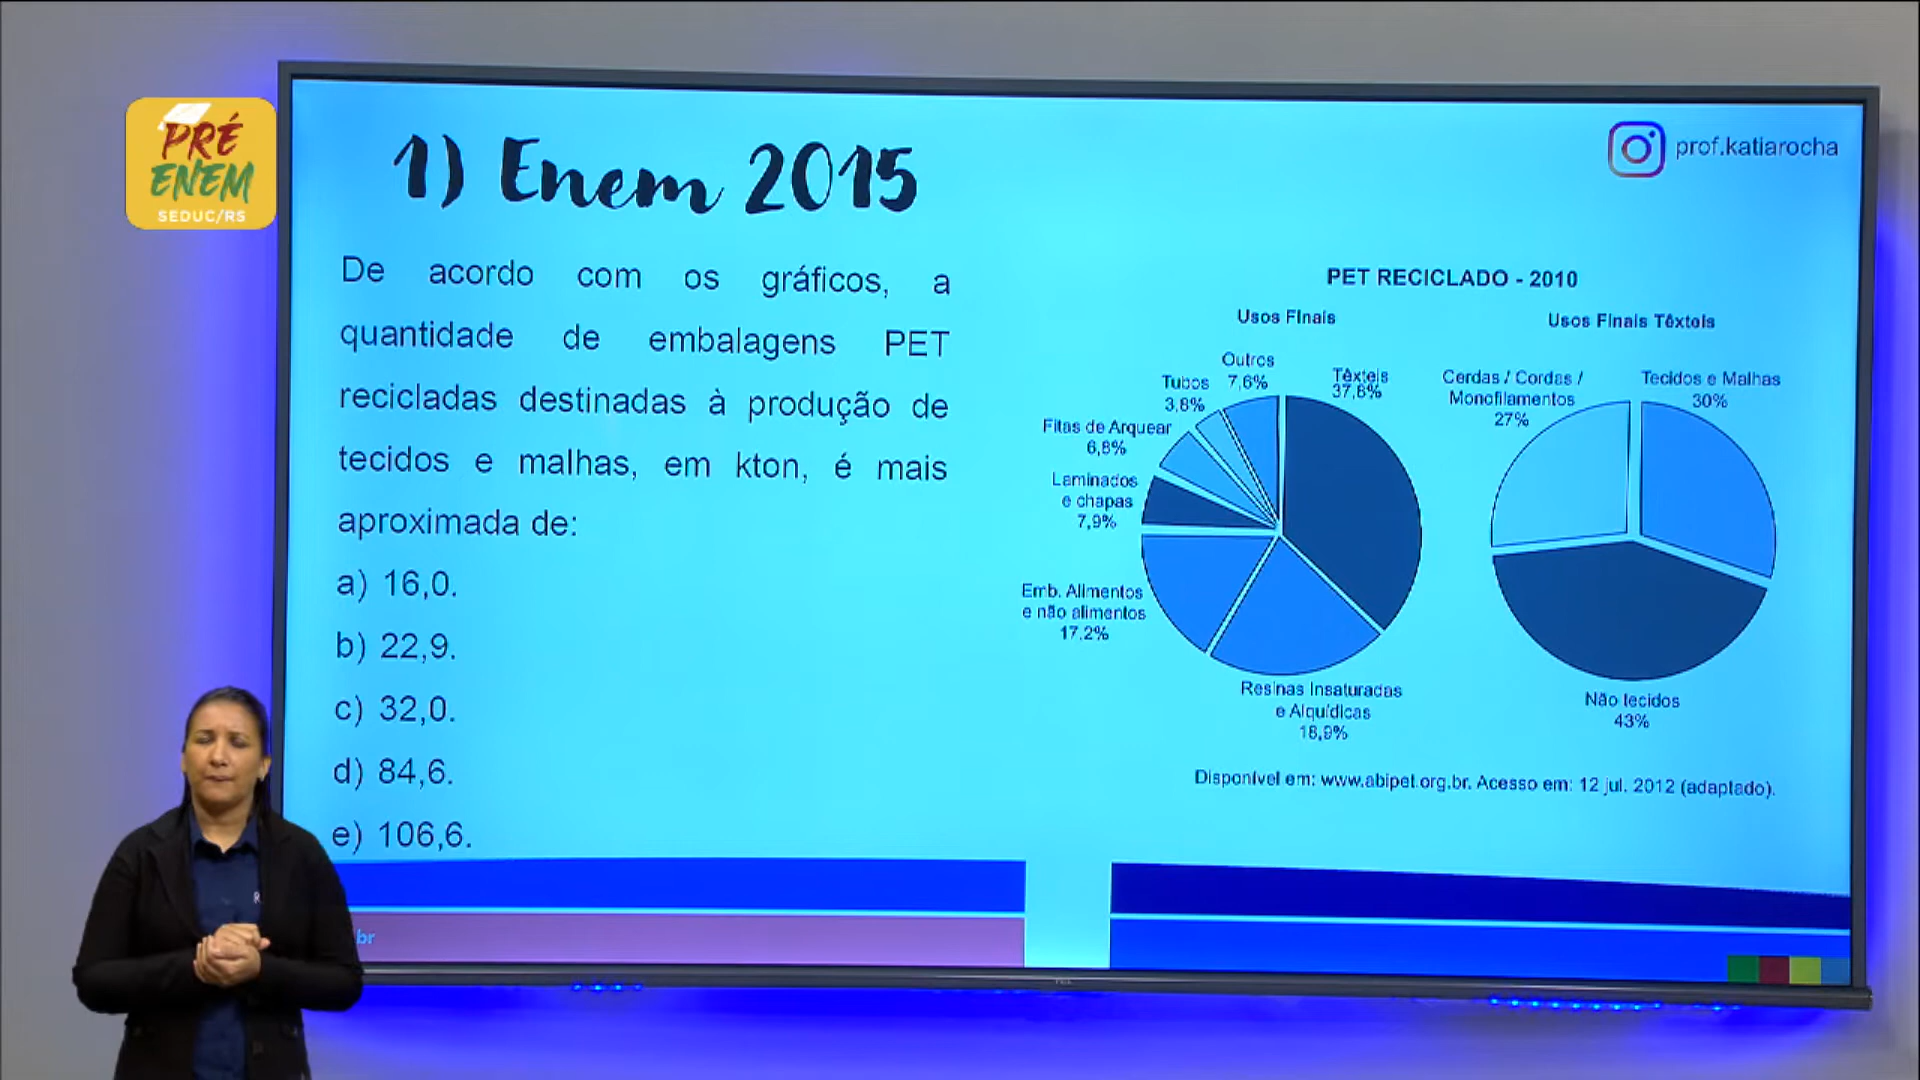 PRÉ
ENEM
SEDUC/RS
1) Enem 2015
prof.katiarocha
De acordo com os gráficos, a
quantidade de embalagens PET
recicladas destinadas à produção de
tecidos e malhas, em kton, é mais
aproximada de:
a) 16,0.
b) 22,9.
c) 32,0.
d) 84,6.
e) 106,6.
PET RECICLADO - 2010
Usos Finais
Outros
7,6%
Têxteis
37,8%
Tubos
3,8%
Fitas de Arquear
6,8%
Laminados
e chapas
7,9%
Emb. Alimentos
e não alimentos
17,2%
Resinas Insaturadas
e Alquídicas
18,9%
Usos Finais Têxteis
Cerdas / Cordas /
Monofilamentos
27%
Tecidos e Malhas
30%
Não tecidos
43%
Disponível em: www.abipet.org.br. Acesso em: 12 jul. 2012 (adaptado).
br
R
TCL